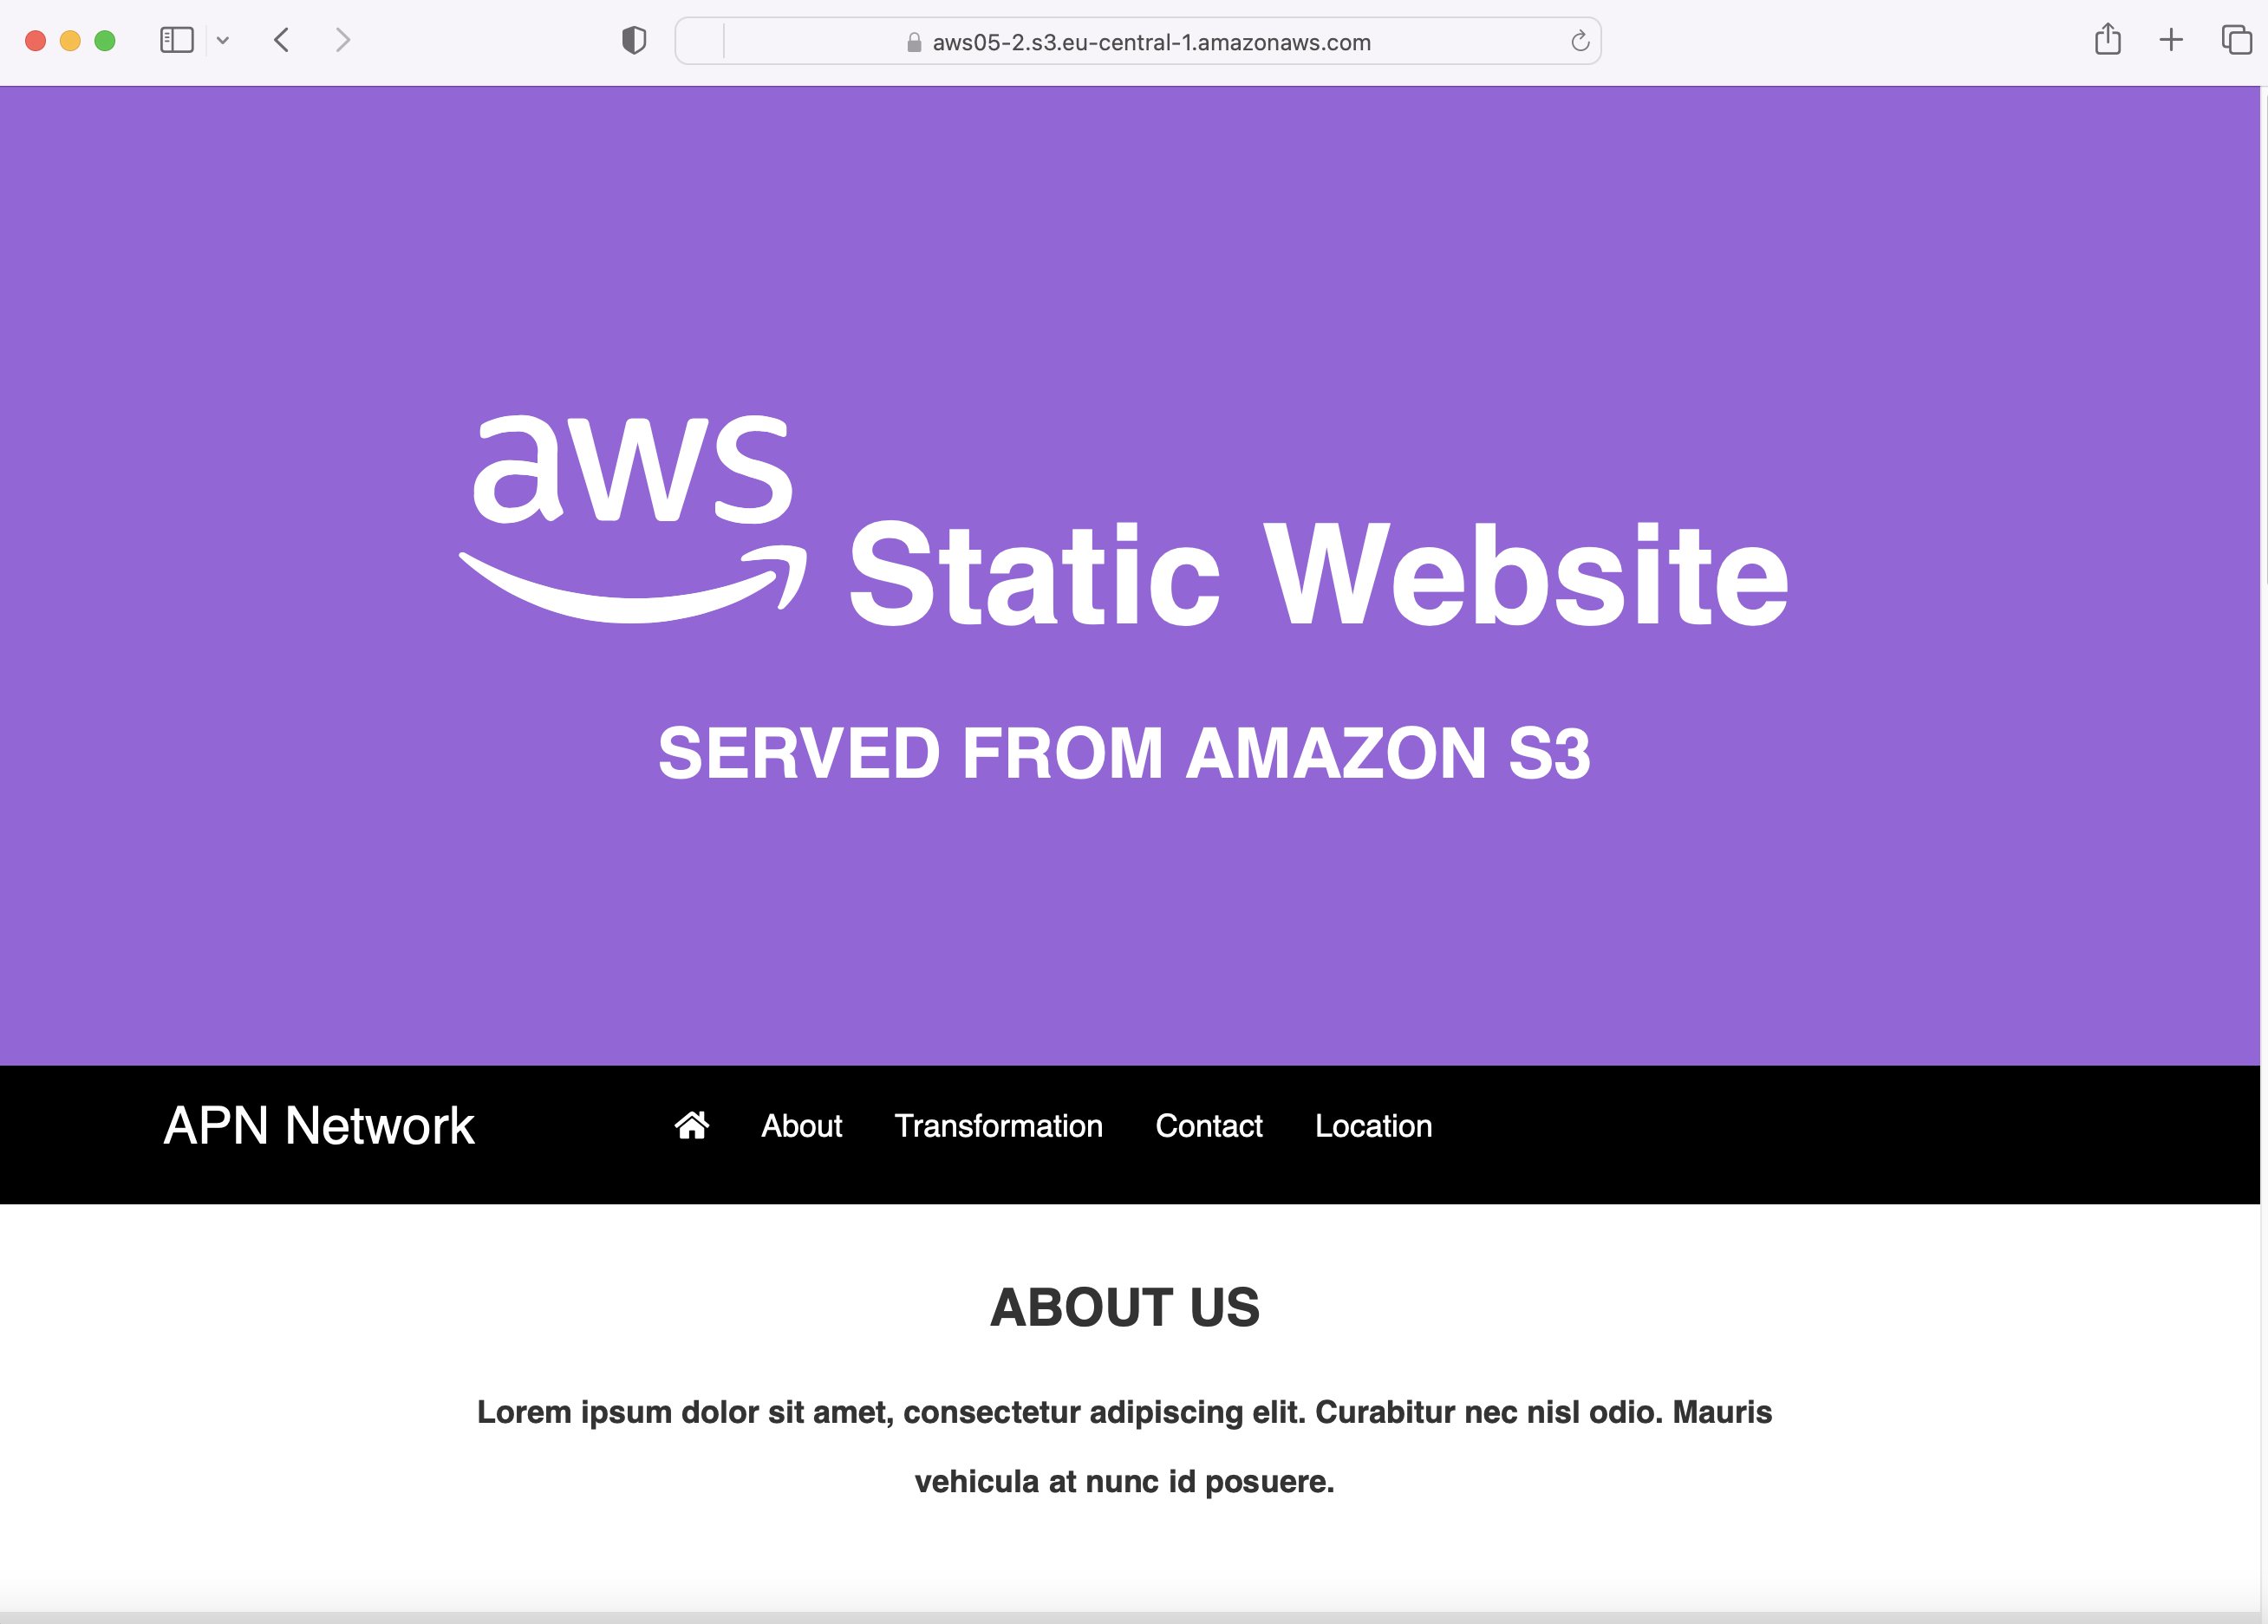 aws05-2.s3.eu-central-1.amazonaws.com
aws Static Website
SERVED FROM AMAZON S3
APN Network About Transformation Contact Location
ABOUT US
Lorem ipsum dolor sit amet, consectetur adipiscing elit. Curabitur nec nisl odio. Mauris
vehicula at nunc id posuere.